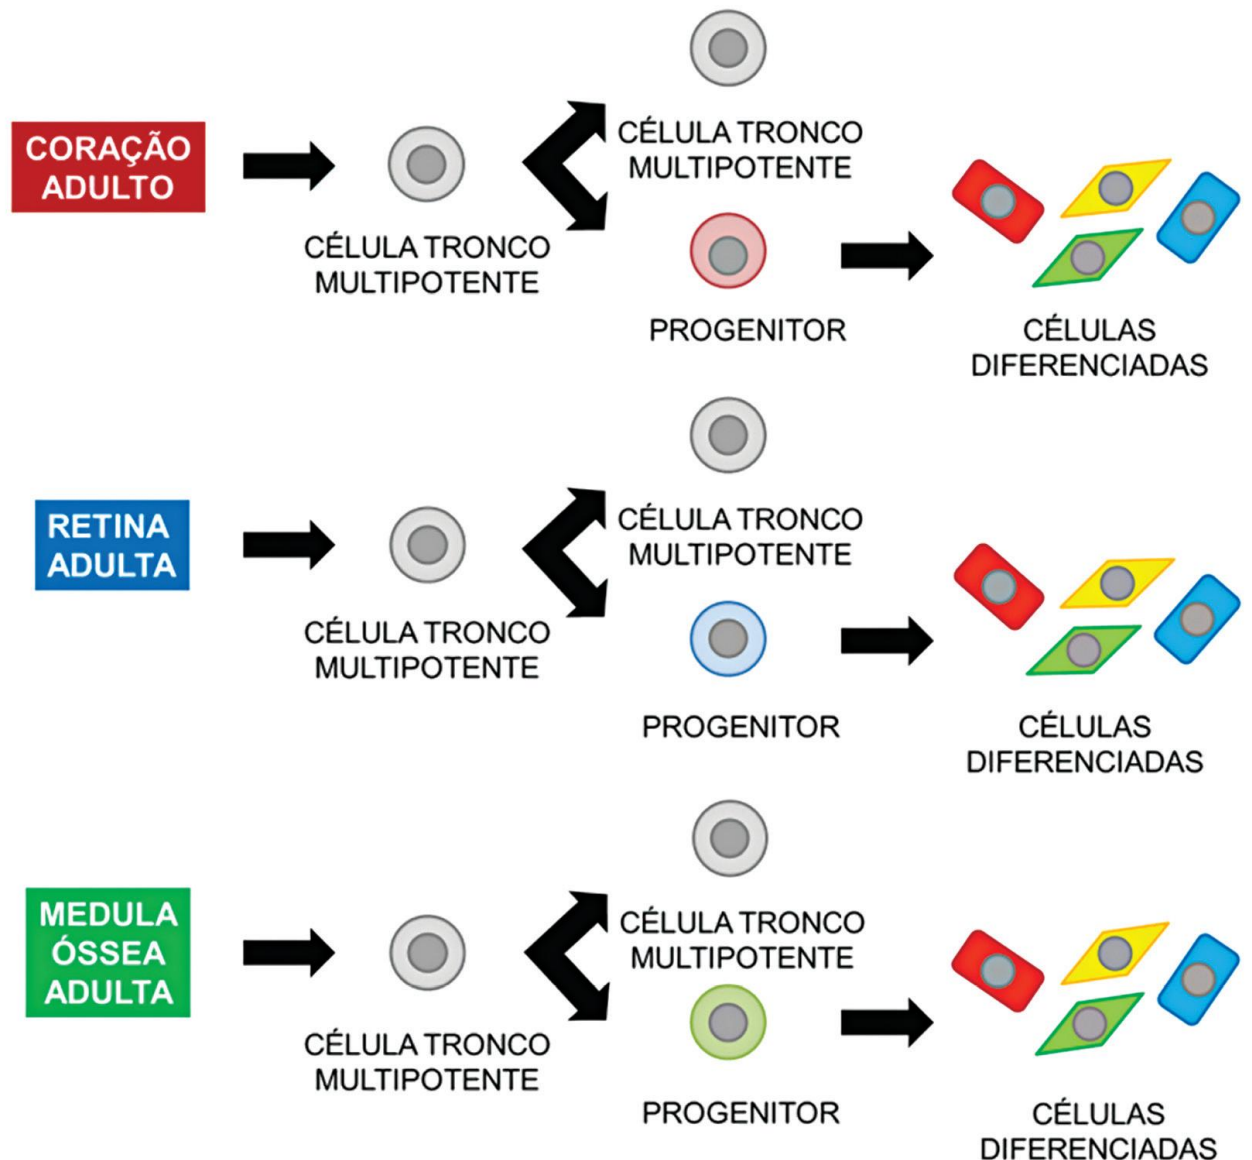 CORAÇÃO
ADULTO
CÉLULA TRONCO
MULTIPOTENTE
CÉLULA TRONCO
MULTIPOTENTE
PROGENITOR
CÉLULAS
DIFERENCIADAS
RETINA
ADULTA
CÉLULA TRONCO
MULTIPOTENTE
CÉLULA TRONCO
MULTIPOTENTE
PROGENITOR
CÉLULAS
DIFERENCIADAS
MEDULA
ÓSSEA
ADULTA
CÉLULA TRONCO
MULTIPOTENTE
CÉLULA TRONCO
MULTIPOTENTE
PROGENITOR
CÉLULAS
DIFERENCIADAS